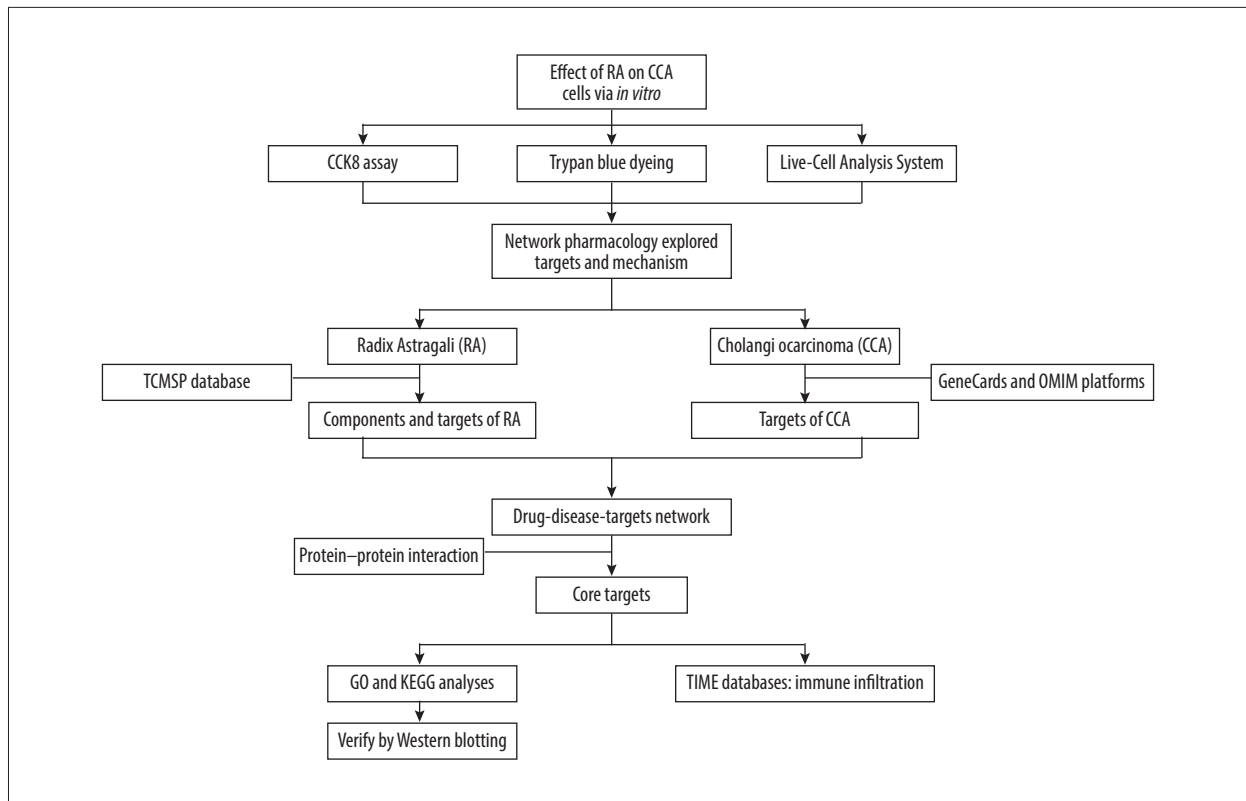 Effect of RA on CCA
cells via in vitro
CCK8 assay
Trypan blue dyeing
Live-Cell Analysis System
Network pharmacology explored
targets and mechanism
Radix Astragali (RA)
Cholangi ocarcinoma (CCA)
TCMSP database
GeneCards and OMIM platforms
Components and targets of RA
Targets of CCA
Drug-disease-targets network
Protein–protein interaction
Core targets
GO and KEGG analyses
TIME databases: immune infiltration
Verify by Western blotting